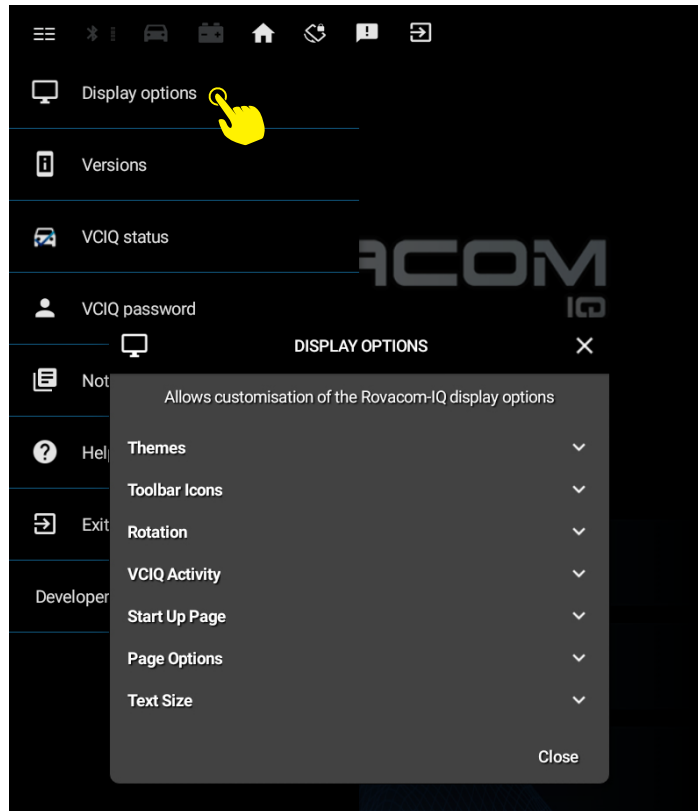 Display options
Versions
VCIQ status
ACOM
IQ
VCIQ password
DISPLAY OPTIONS
Not
Allows customisation of the Rovacom-IQ display options
Themes
Hel
Toolbar Icons
Exit
Rotation
VCIQ Activity
Developer
Start Up Page
Page Options
Text Size
Close